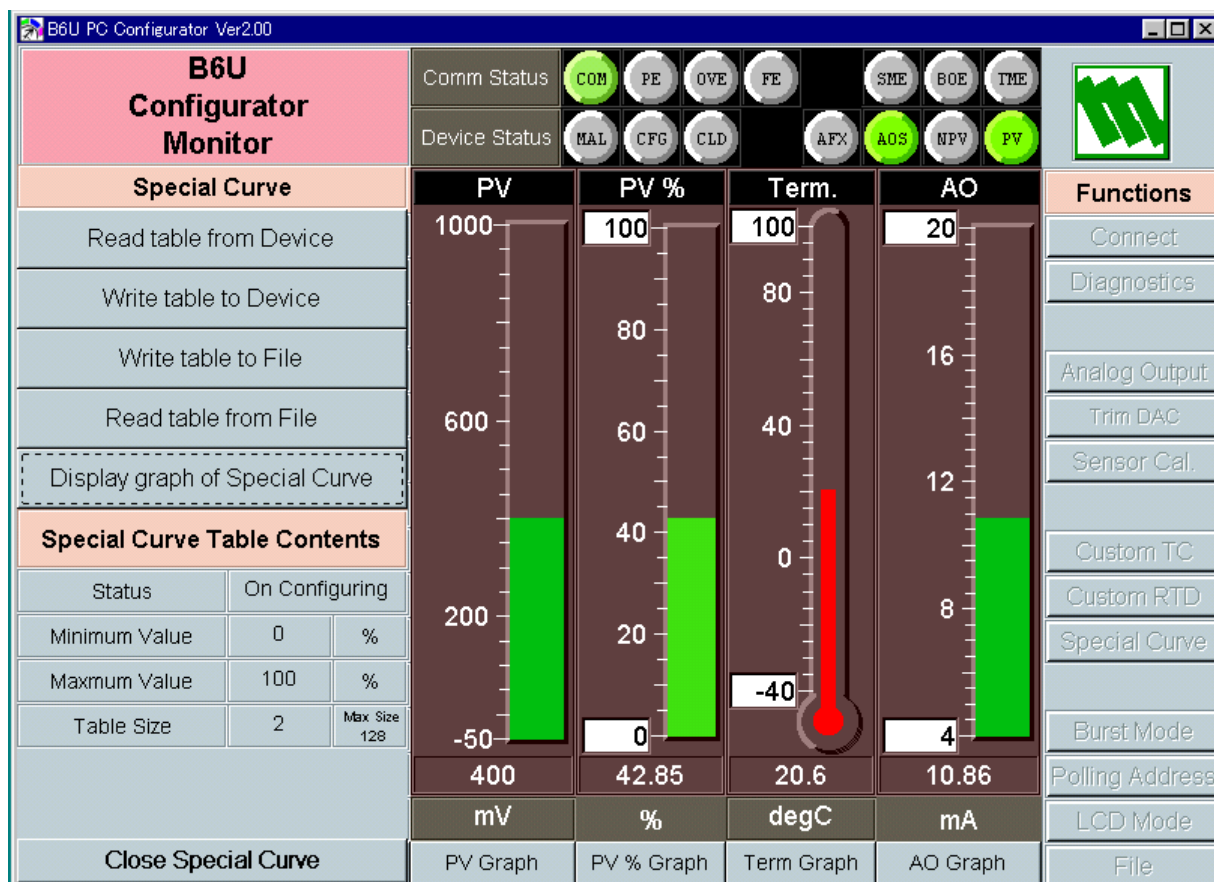 B6U PC Configurator Ver2.00
B6U
Configurator
Monitor
Comm Status
COM PE OVE FE SME BOE TME
Device Status
MAL CFG CLD AFX AOS NPV PV
Special Curve
Read table from Device
Write table to Device
Write table to File
Read table from File
Display graph of Special Curve
Special Curve Table Contents
Status On Configuring
Minimum Value 0 %
Maxmum Value 100 %
Table Size 2 Max Size
128
Close Special Curve
PV
1000
600
200
-50
400
mV
PV Graph
PV %
100
80
60
40
20
0
42.85
%
PV % Graph
Term.
100
80
40
0
-40
20.6
degC
Term Graph
AO
20
16
12
8
4
10.86
mA
AO Graph
Functions
Connect
Diagnostics
Analog Output
Trim DAC
Sensor Cal.
Custom TC
Custom RTD
Special Curve
Burst Mode
Polling Address
LCD Mode
File